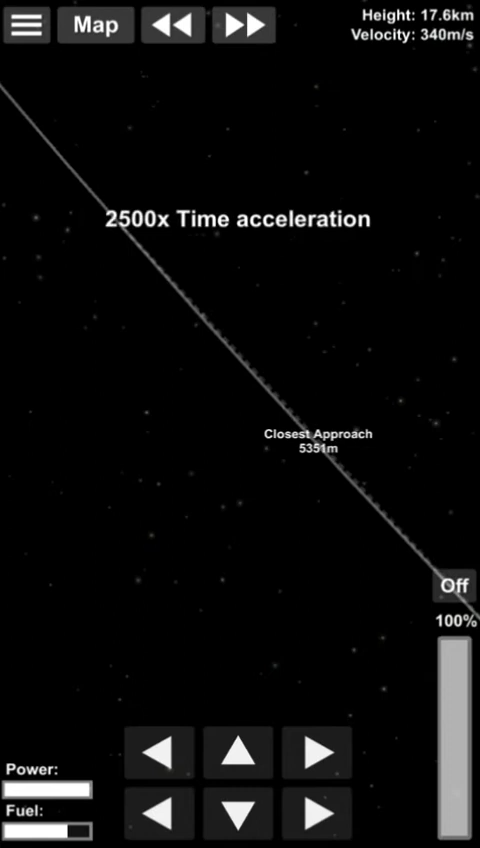 Map
Height: 17.6km
Velocity: 340m/s
2500x Time acceleration
Closest Approach
5351m
Off
100%
Power:
Fuel: